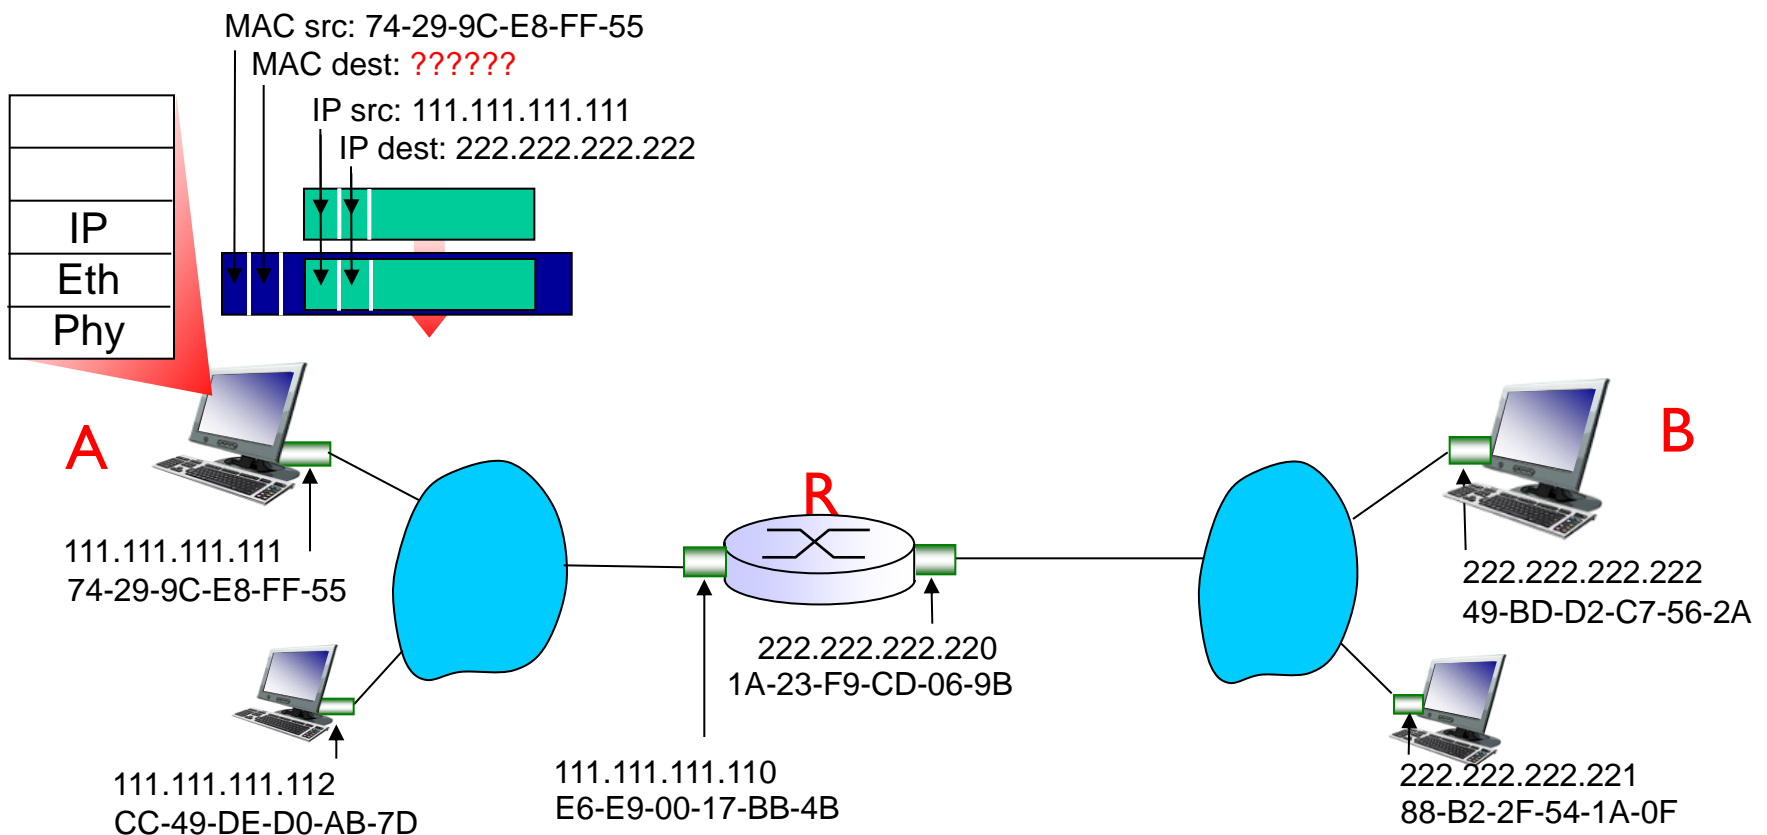 MAC src: 74-29-9C-E8-FF-55
MAC dest: ??????
IP src: 111.111.111.111
IP dest: 222.222.222.222
IP
Eth
Phy
A
B
R
111.111.111.111
74-29-9C-E8-FF-55
222.222.222.222
49-BD-D2-C7-56-2A
222.222.222.220
1A-23-F9-CD-06-9B
111.111.111.112
CC-49-DE-D0-AB-7D
111.111.111.110
E6-E9-00-17-BB-4B
222.222.222.221
88-B2-2F-54-1A-0F